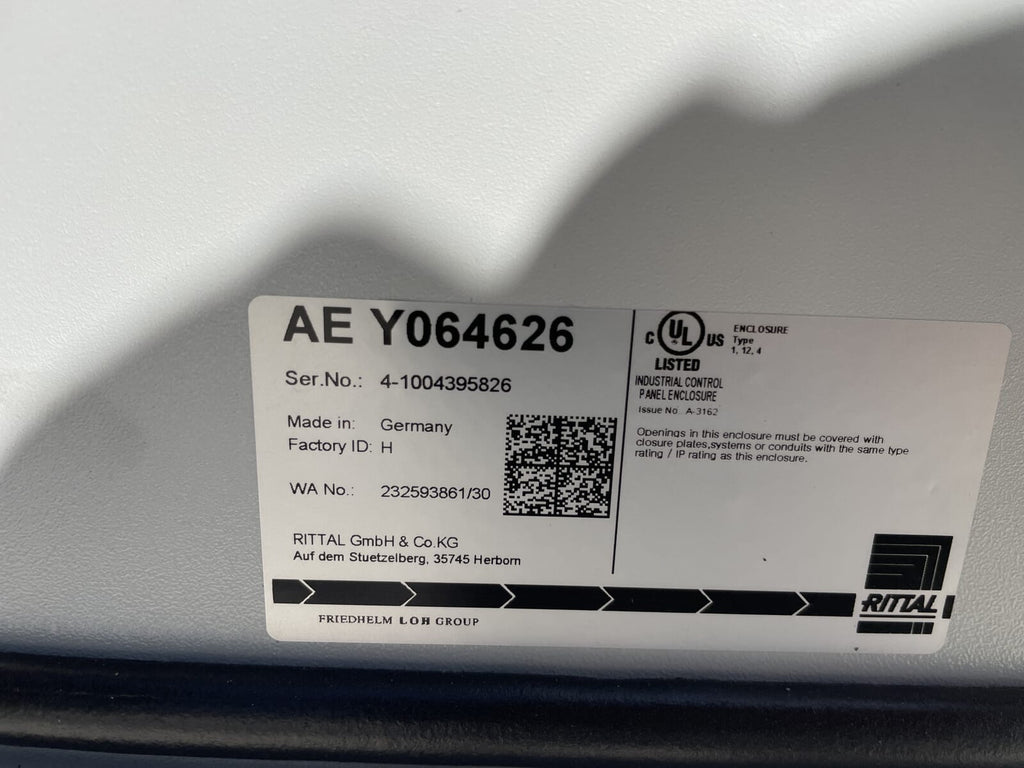 AE Y064626
Ser.No.: 4-1004395826
Made in: Germany
Factory ID: H
WA No.: 232593861/30
RITTAL GmbH & Co.KG
Auf dem Stuetzelberg, 35745 Herborn
C UL US
LISTED
ENCLOSURE
Type
1, 12, 4
INDUSTRIAL CONTROL
PANEL ENCLOSURE
Issue No. A-3162
Openings in this enclosure must be covered with
closure plates,systems or conduits with the same type
rating / IP rating as this enclosure.
RITTAL
FRIEDHELM LOH GROUP